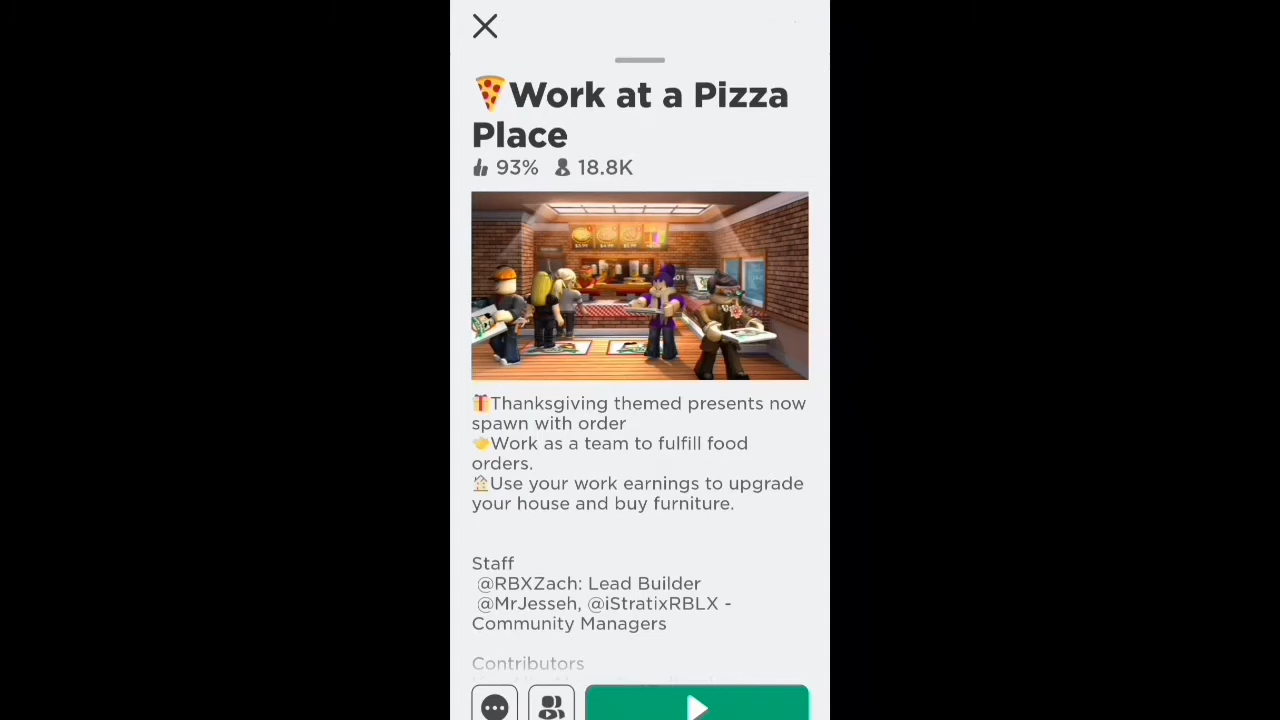 🍕Work at a Pizza
Place
93% 18.8K
🎁Thanksgiving themed presents now
spawn with order
🤝Work as a team to fulfill food
orders.
🏠Use your work earnings to upgrade
your house and buy furniture.
Staff
@RBXZach: Lead Builder
@MrJesseh, @iStratixRBLX -
Community Managers
Contributors